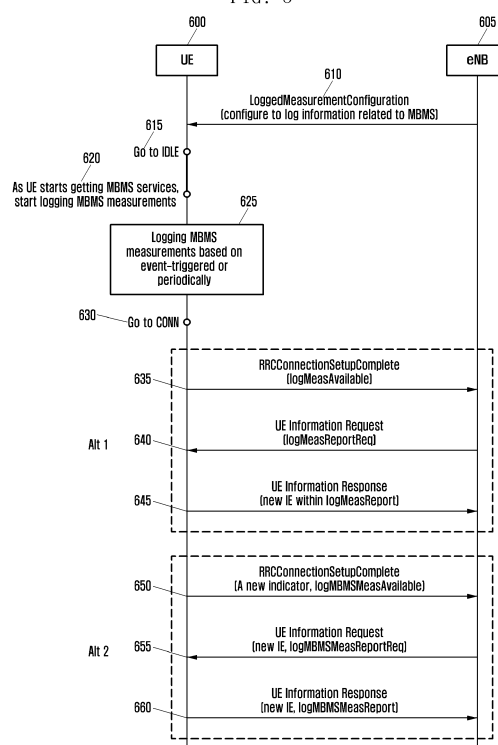 600
605
UE
eNB
610
LoggedMeasurementConfiguration
(configure to log information related to MBMS)
615
Go to IDLE
620
As UE starts getting MBMS services,
start logging MBMS measurements
625
Logging MBMS
measurements based on
event-triggered or
periodically
630
Go to CONN
RRCConnectionSetupComplete
(logMeasAvailable)
635
UE Information Request
(logMeasReportReq)
Alt 1
640
UE Information Response
(new IE within logMeasReport)
645
RRCConnectionSetupComplete
(A new indicator, logMBMSMeasAvailable)
650
UE Information Request
(new IE, logMBMSMeasReportReq)
Alt 2
655
UE Information Response
(new IE, logMBMSMeasReport)
660